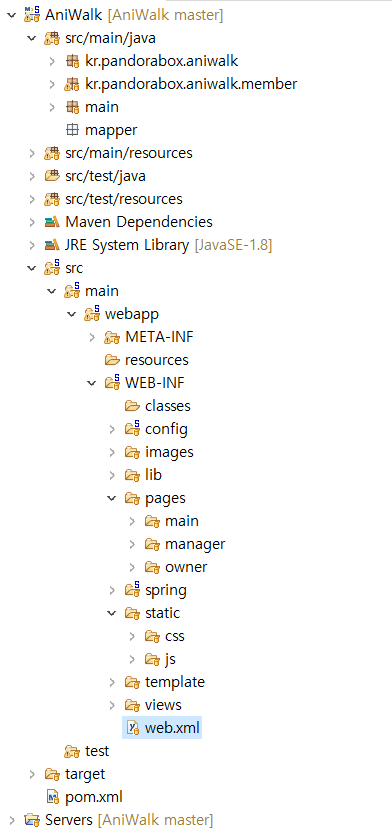 AniWalk [AniWalk master]
src/main/java
kr.pandorabox.aniwalk
kr.pandorabox.aniwalk.member
main
mapper
src/main/resources
src/test/java
src/test/resources
Maven Dependencies
JRE System Library [JavaSE-1.8]
src
main
webapp
META-INF
resources
WEB-INF
classes
config
images
lib
pages
main
manager
owner
spring
static
css
js
template
views
web.xml
test
target
pom.xml
Servers [AniWalk master]